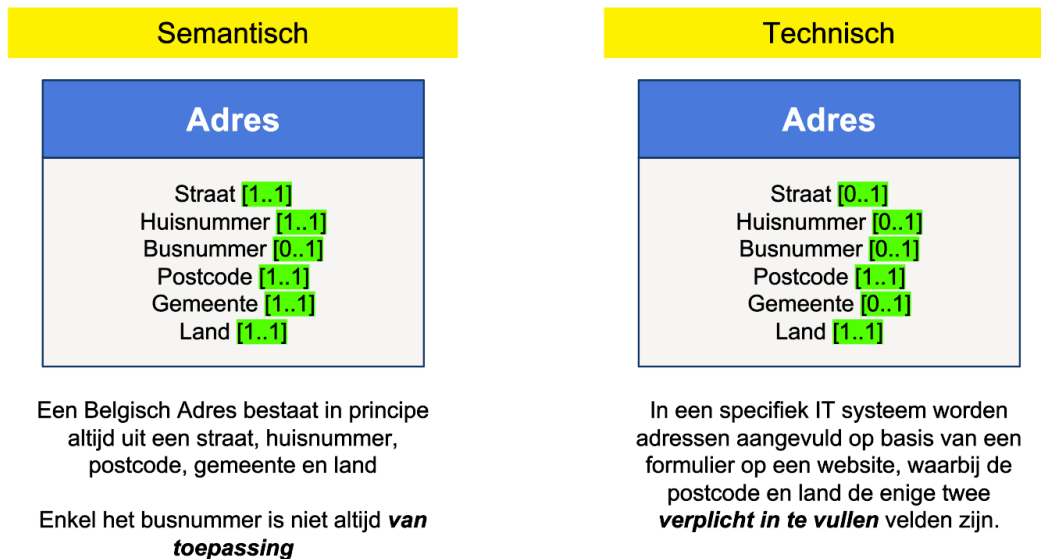 Semantisch
Adres
Straat [1..1]
Huisnummer [1..1]
Busnummer [0..1]
Postcode [1..1]
Gemeente [1..1]
Land [1..1]
Een Belgisch Adres bestaat in principe
altijd uit een straat, huisnummer,
postcode, gemeente en land
Enkel het busnummer is niet altijd van
toepassing
Technisch
Adres
Straat [0..1]
Huisnummer [0..1]
Busnummer [0..1]
Postcode [1..1]
Gemeente [0..1]
Land [1..1]
In een specifiek IT systeem worden
adressen aangevuld op basis van een
formulier op een website, waarbij de
postcode en land de enige twee
verplicht in te vullen velden zijn.